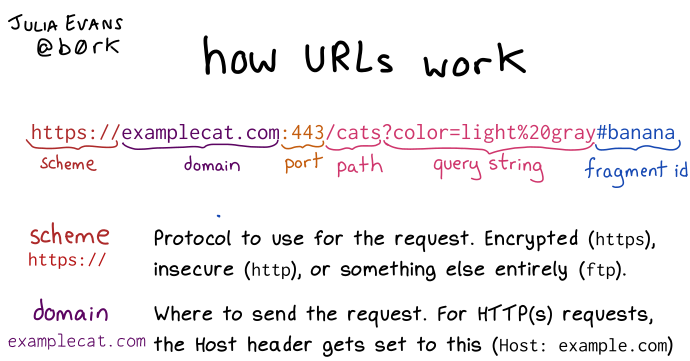 JULIA EVANS
@b0rk
how URLs work
https://examplecat.com:443/cats?color=light%20gray#banana
scheme domain port path query string fragment id
scheme Protocol to use for the request. Encrypted (https),
https:// insecure (http), or something else entirely (ftp).
domain Where to send the request. For HTTP(s) requests,
examplecat.com the Host header gets set to this (Host: example.com)